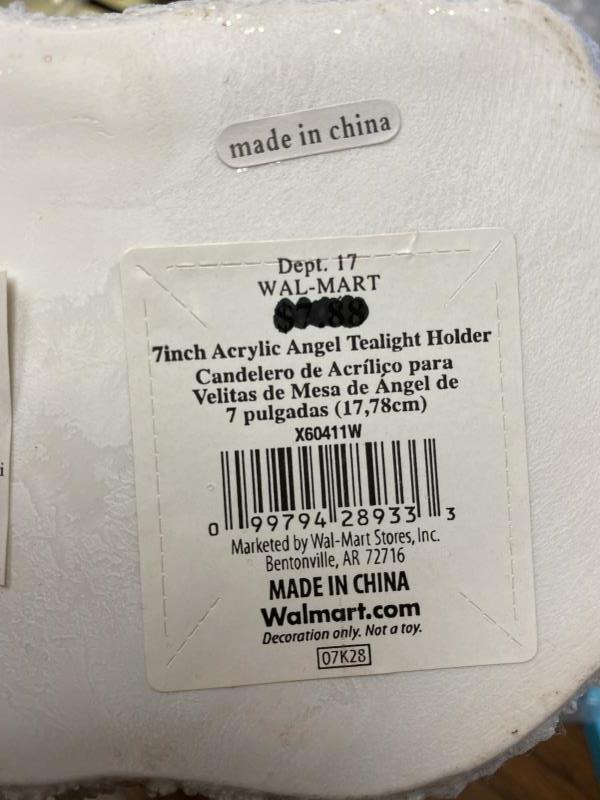 made in china
Dept. 17
WAL-MART
7inch Acrylic Angel Tealight Holder
Candelero de Acrílico para
Velitas de Mesa de Ángel de
7 pulgadas (17,78cm)
X60411W
0 99794 28933 3
Marketed by Wal-Mart Stores, Inc.
Bentonville, AR 72716
MADE IN CHINA
Walmart.com
Decoration only. Not a toy.
07K28